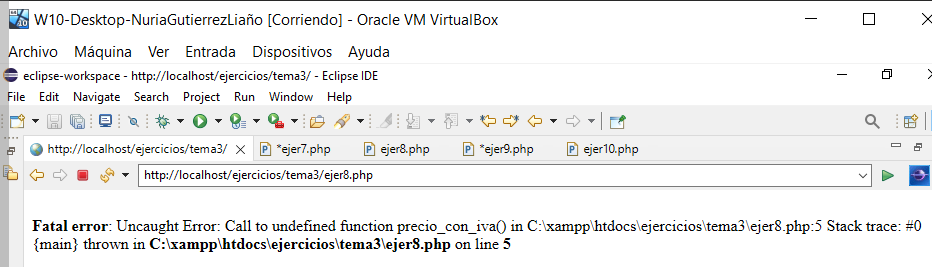 W10-Desktop-NuriaGutierrezLiaño [Corriendo] - Oracle VM VirtualBox
Archivo Máquina Ver Entrada Dispositivos Ayuda
eclipse-workspace - http://localhost/ejercicios/tema3/ - Eclipse IDE
File Edit Navigate Search Project Run Window Help
http://localhost/ejercicios/tema3/ *ejer7.php ejer8.php *ejer9.php ejer10.php
http://localhost/ejercicios/tema3/ejer8.php
Fatal error: Uncaught Error: Call to undefined function precio_con_iva() in C:\xampp\htdocs\ejercicios\tema3\ejer8.php:5 Stack trace: #0
{main} thrown in C:\xampp\htdocs\ejercicios\tema3\ejer8.php on line 5